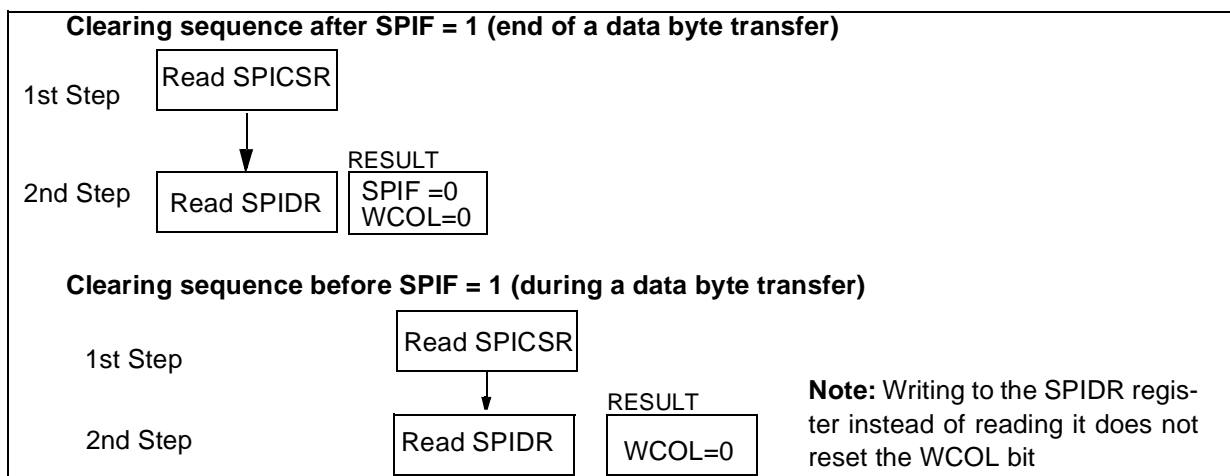 Clearing sequence after SPIF = 1 (end of a data byte transfer)
1st Step
Read SPICSR
2nd Step
Read SPIDR
RESULT
SPIF =0
WCOL=0
Clearing sequence before SPIF = 1 (during a data byte transfer)
1st Step
Read SPICSR
2nd Step
Read SPIDR
RESULT
WCOL=0
Note: Writing to the SPIDR regis-
ter instead of reading it does not
reset the WCOL bit